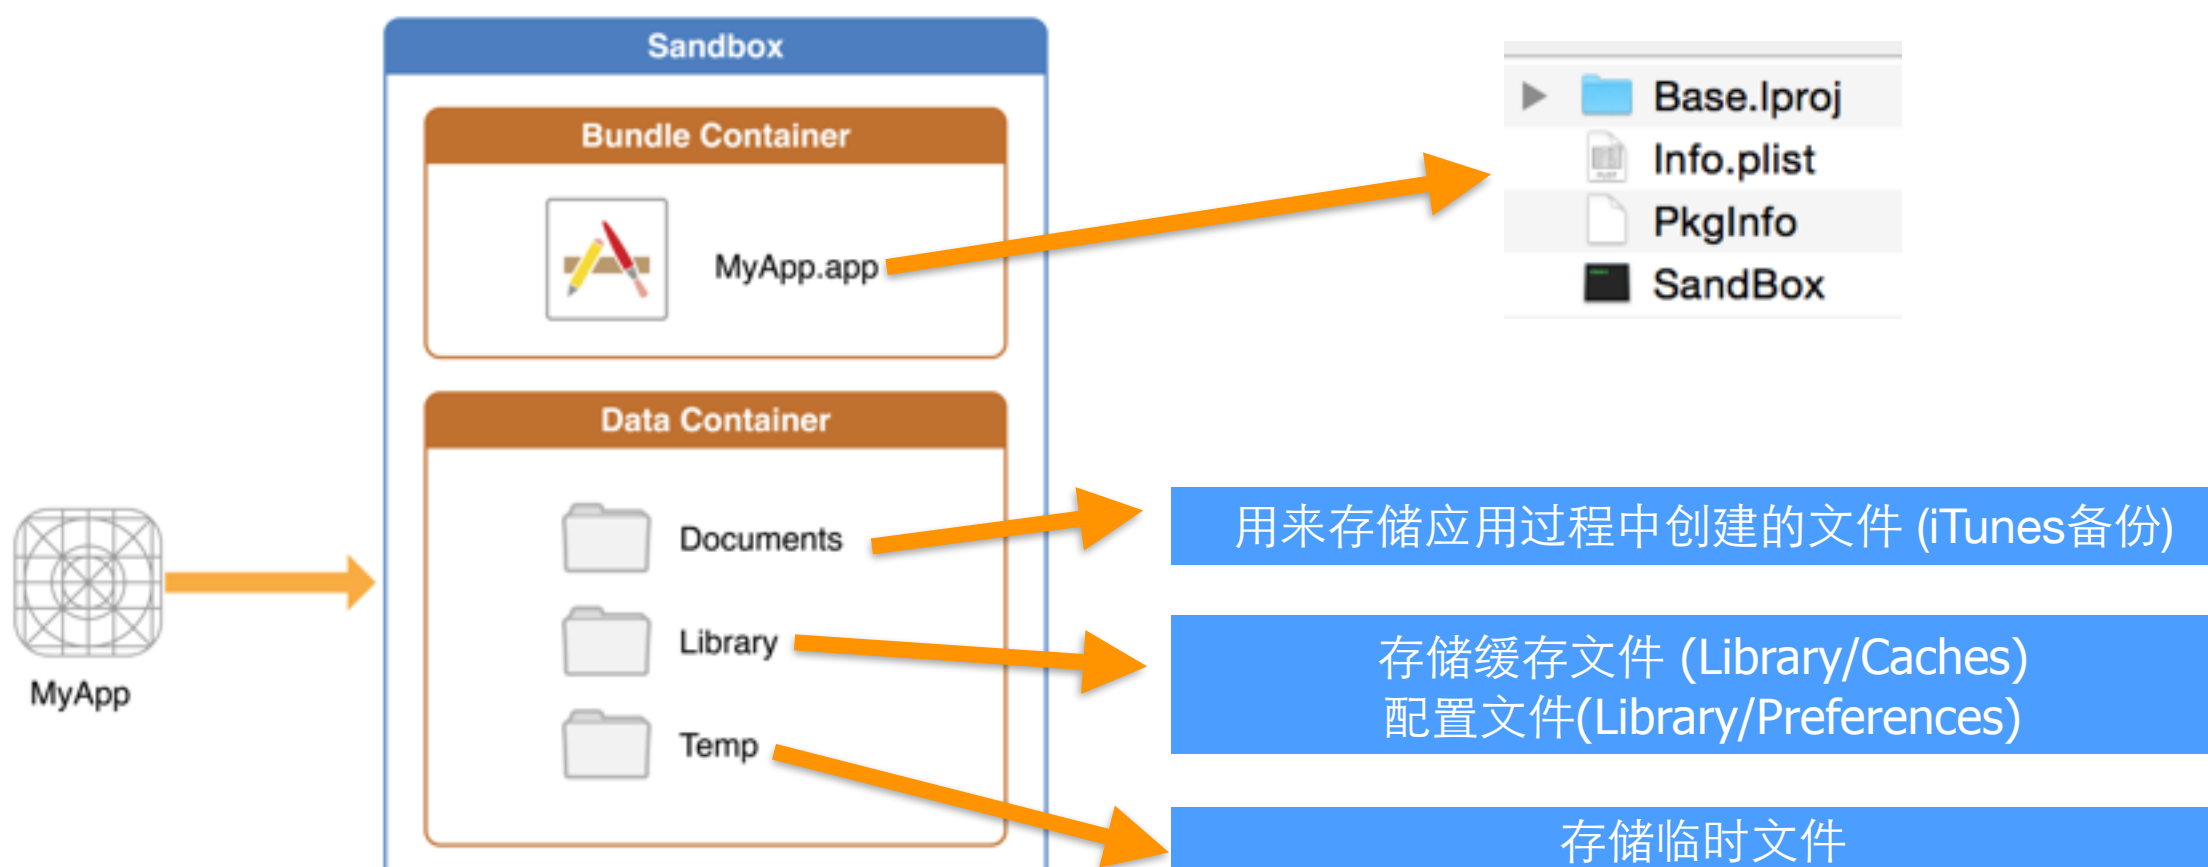 Sandbox
Bundle Container
MyApp.app
Base.lproj
Info.plist
PkgInfo
SandBox
Data Container
Documents
Library
Temp
MyApp
用来存储应用过程中创建的文件 (iTunes备份)
存储缓存文件 (Library/Caches)
配置文件(Library/Preferences)
存储临时文件